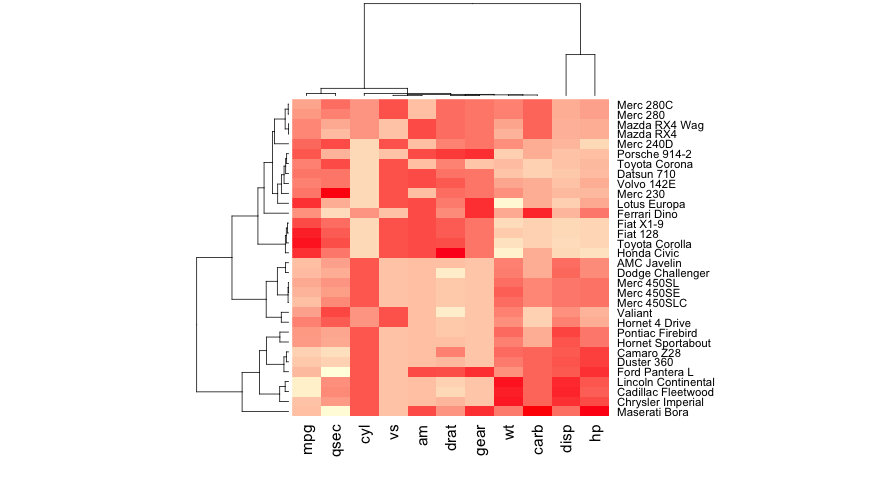 Merc 280C
Merc 280
Mazda RX4 Wag
Mazda RX4
Merc 240D
Porsche 914-2
Toyota Corona
Datsun 710
Volvo 142E
Merc 230
Lotus Europa
Ferrari Dino
Fiat X1-9
Fiat 128
Toyota Corolla
Honda Civic
AMC Javelin
Dodge Challenger
Merc 450SL
Merc 450SE
Merc 450SLC
Valiant
Hornet 4 Drive
Pontiac Firebird
Hornet Sportabout
Camaro Z28
Duster 360
Ford Pantera L
Lincoln Continental
Cadillac Fleetwood
Chrysler Imperial
Maserati Bora
mpg
qsec
cyl
vs
am
drat
gear
wt
carb
disp
hp